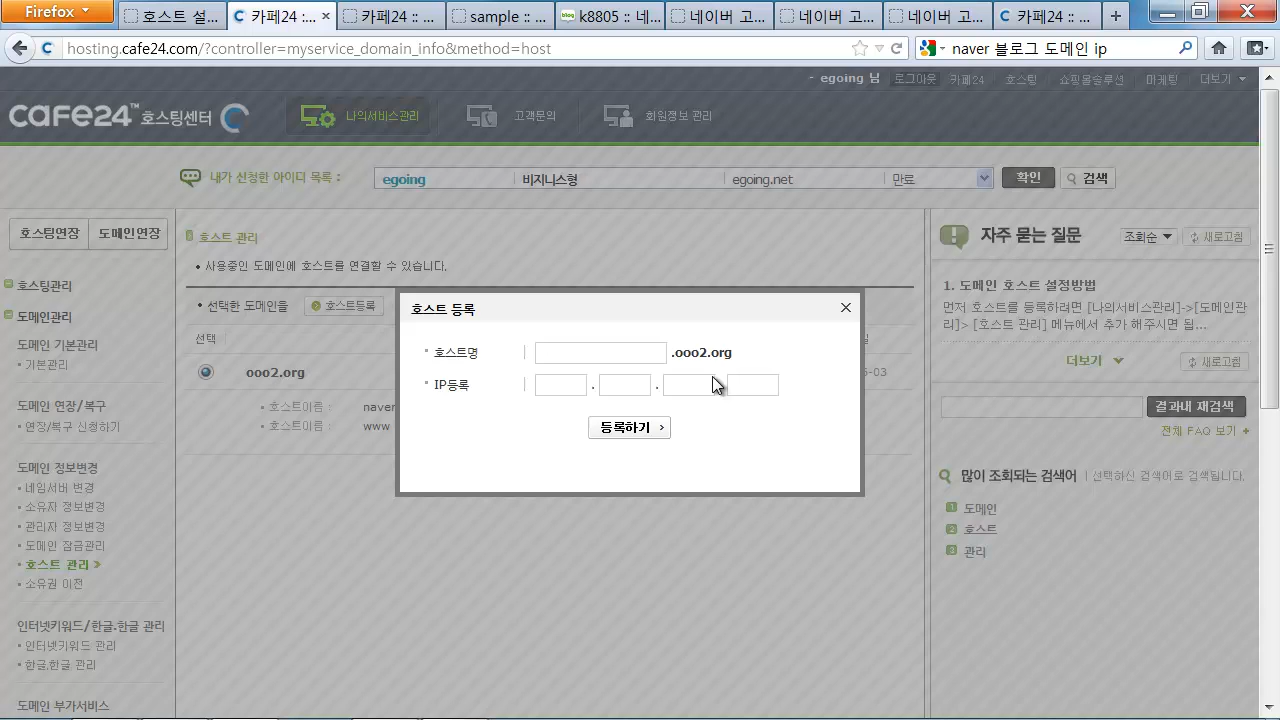 Firefox
호스트 설...
카페24 :...
카페24 :: ...
sample :: ...
k8805 :: 네...
네이버 고...
네이버 고...
네이버 고...
카페24 :: ...
hosting.cafe24.com/?controller=myservice_domain_info&method=host
naver 블로그 도메인 ip
egoing 님 로그아웃 카페24 호스팅 쇼핑몰솔루션 마케팅 더보기
cafe24™ 호스팅센터
나의서비스관리
고객문의
회원정보 관리
내가 신청한 아이디 목록 :
egoing 비지니스형 egoing.net 만료
확인
검색
호스팅연장
도메인연장
호스팅관리
도메인관리
도메인 기본관리
기본관리
도메인 연장/복구
연장/복구 신청하기
도메인 정보변경
네임서버 변경
소유자 정보변경
관리자 정보변경
도메인 잠금관리
호스트 관리
소유권 이전
인터넷키워드/한글.한글 관리
인터넷키워드 관리
한글.한글 관리
도메인 부가서비스
호스트 관리
사용중인 도메인에 호스트를 연결할 수 있습니다.
선택한 도메인을
호스트등록
선택
ooo2.org
호스트이름 : naver
호스트이름 : www
-03
호스트 등록
호스트명
.ooo2.org
IP등록
. .
등록하기
자주 묻는 질문
조회순
새로고침
1. 도메인 호스트 설정방법
먼저 호스트를 등록하려면 [나의서비스관리]->[도메인관
리]> [호스트 관리] 메뉴에서 추가 해주시면 됩...
더보기
새로고침
결과내 재검색
전체 FAQ 보기 +
많이 조회되는 검색어
선택하신 검색어로 검색됩니다.
1 도메인
2 호스트
3 관리